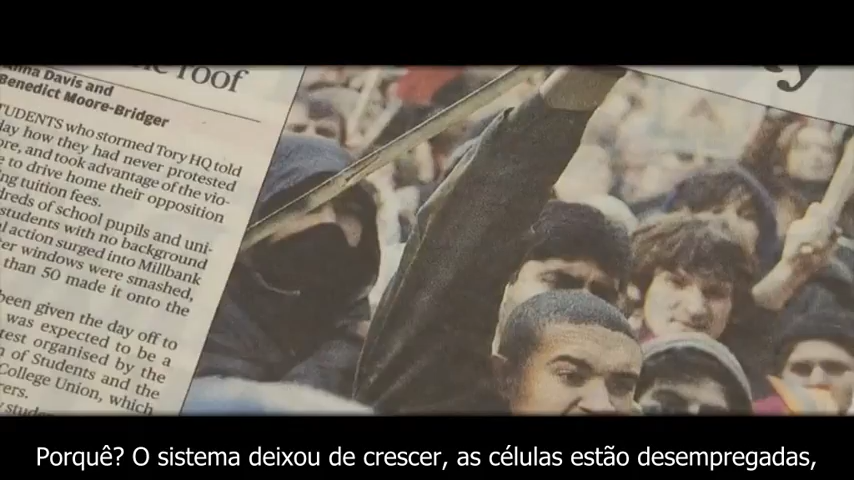 roof
Anna Davis and
Benedict Moore-Bridger
TUDENTS who stormed Tory HQ told
day how they had never protested
ore, and took advantage of the vio-
e to drive home their opposition
ng tuition fees.
dreds of school pupils and uni-
students with no background
l action surged into Millbank
er windows were smashed,
than 50 made it onto the
been given the day off to
was expected to be a
test organised by the
n of Students and the
College Union, which
cers.
y
Porquê? O sistema deixou de crescer, as células estão desempregadas,